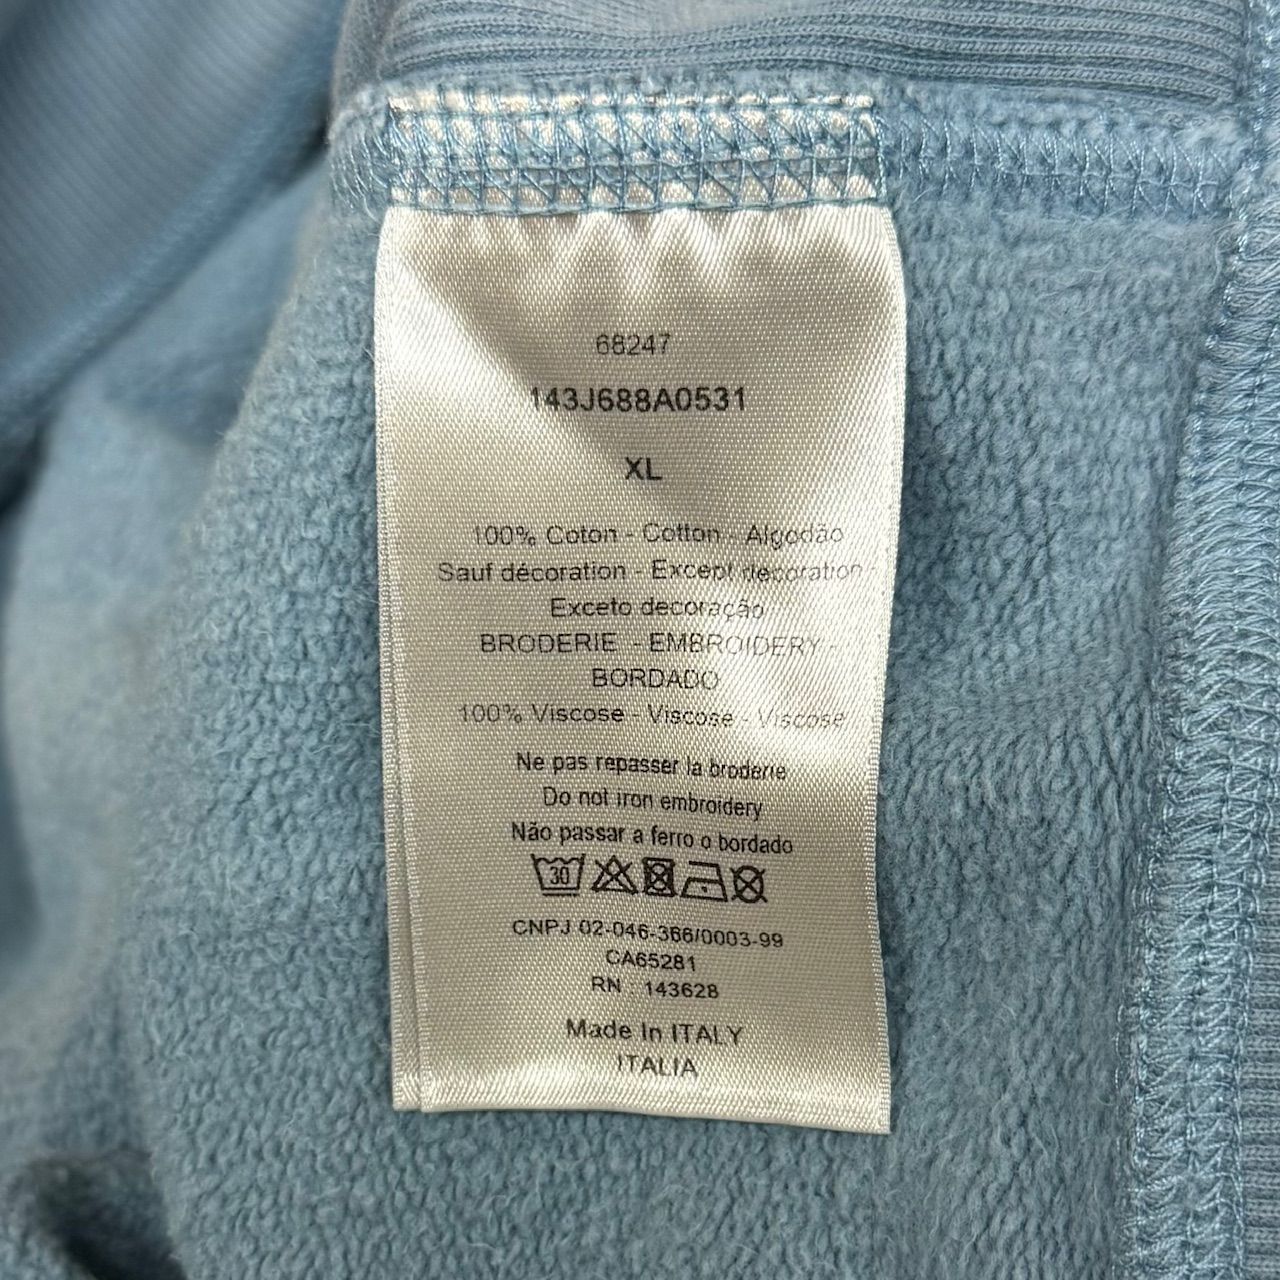 68247
143J688A0531
XL
100% Coton - Cotton - Algodão
Sauf décoration - Except decoration -
Exceto decoração
BRODERIE - EMBROIDERY -
BORDADO
100% Viscose - Viscose - Viscose
Ne pas repasser la broderie
Do not iron embroidery
Não passar a ferro o bordado
30
CNPJ 02-046-366/0003-99
CA65281
RN : 143628
Made In ITALY
ITALIA